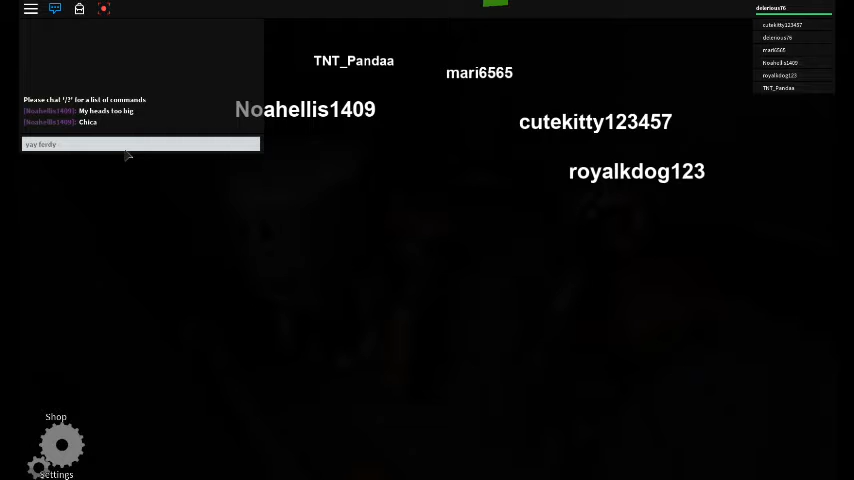 delerious76
cutekitty123457
delerious76
mari6565
Noahellis1409
royalkdog123
TNT_Pandaa
TNT_Pandaa
mari6565
Please chat '/?' for a list of commands
[Noahellis1409]: My heads too big
[Noahellis1409]: Chica
Noahellis1409
cutekitty123457
yay ferdy
royalkdog123
Shop
Settings